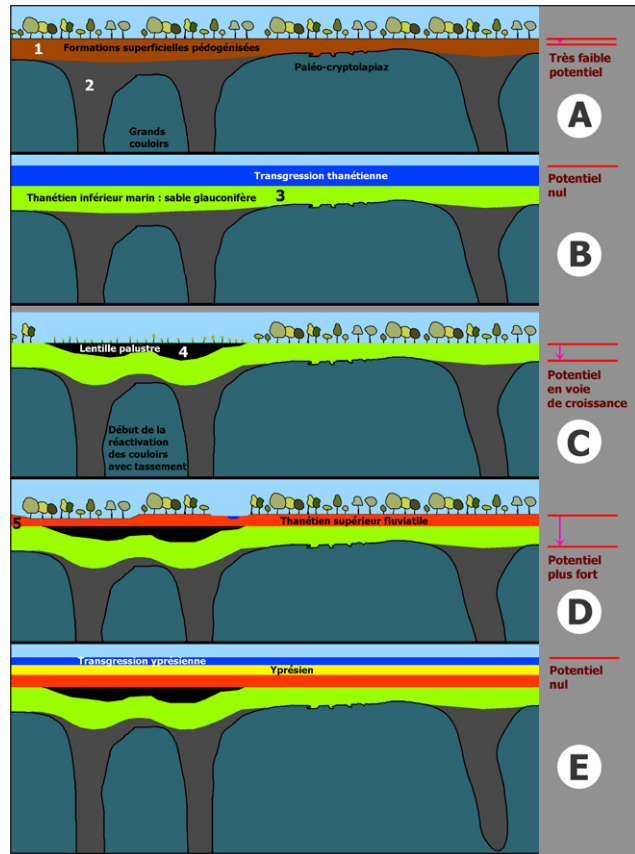 1 Formations superficielles pédogénisées
2
Paléo-cryptolapiaz
Grands
couloirs
Très faible
potentiel
A
Transgression thanétienne
Thanétien inférieur marin : sable glauconifère 3
Potentiel
nul
B
Lentille palustre 4
Début de la
réactivation
des couloirs
avec tassement
Potentiel
en voie
de croissance
C
5
Thanétien supérieur fluviatile
Potentiel
plus fort
D
Transgression yprésienne
Yprésien
Potentiel
nul
E